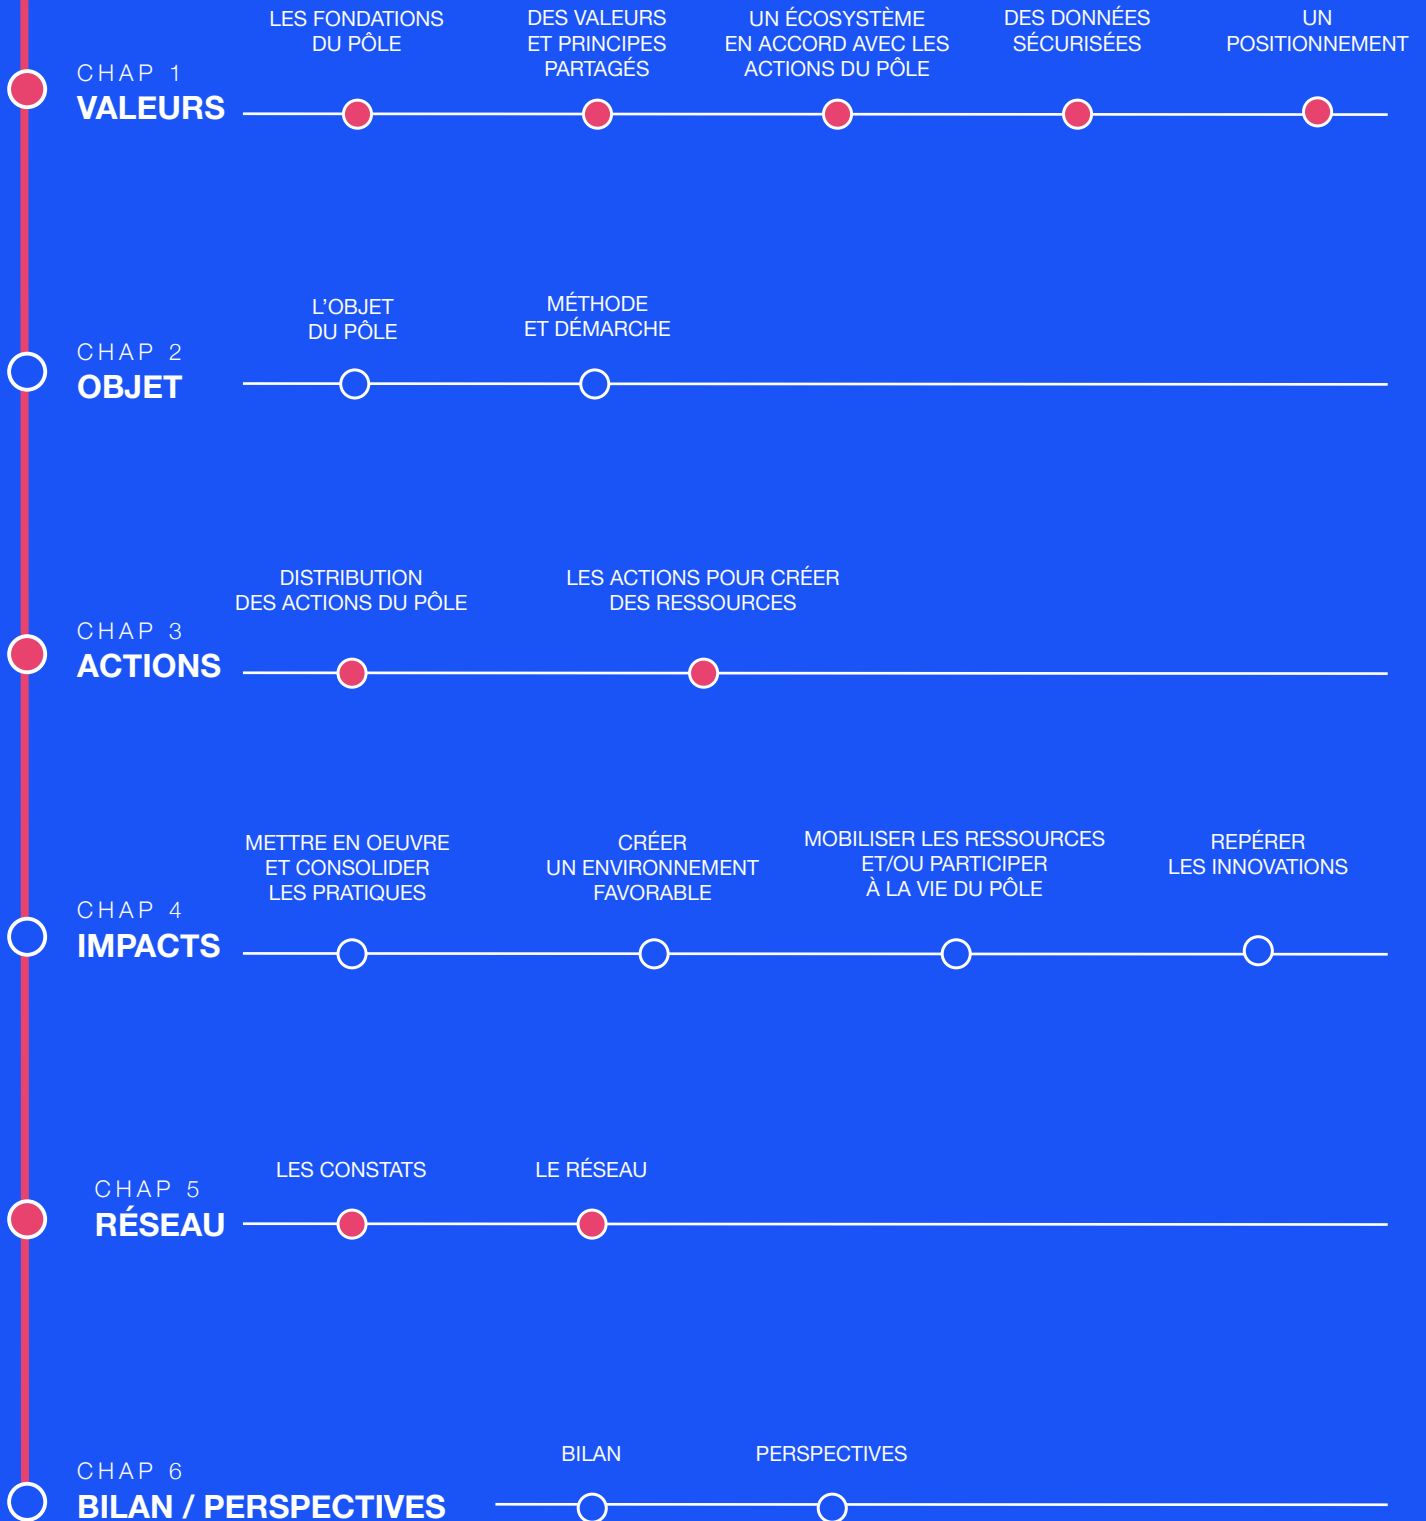 CHAP 1
VALEURS
LES FONDATIONS
DU PÔLE
DES VALEURS
ET PRINCIPES
PARTAGÉS
UN ÉCOSYSTÈME
EN ACCORD AVEC LES
ACTIONS DU PÔLE
DES DONNÉES
SÉCURISÉES
UN
POSITIONNEMENT
CHAP 2
OBJET
L’OBJET
DU PÔLE
MÉTHODE
ET DÉMARCHE
CHAP 3
ACTIONS
DISTRIBUTION
DES ACTIONS DU PÔLE
LES ACTIONS POUR CRÉER
DES RESSOURCES
CHAP 4
IMPACTS
METTRE EN OEUVRE
ET CONSOLIDER
LES PRATIQUES
CRÉER
UN ENVIRONNEMENT
FAVORABLE
MOBILISER LES RESSOURCES
ET/OU PARTICIPER
À LA VIE DU PÔLE
REPÉRER
LES INNOVATIONS
CHAP 5
RÉSEAU
LES CONSTATS
LE RÉSEAU
CHAP 6
BILAN / PERSPECTIVES
BILAN
PERSPECTIVES